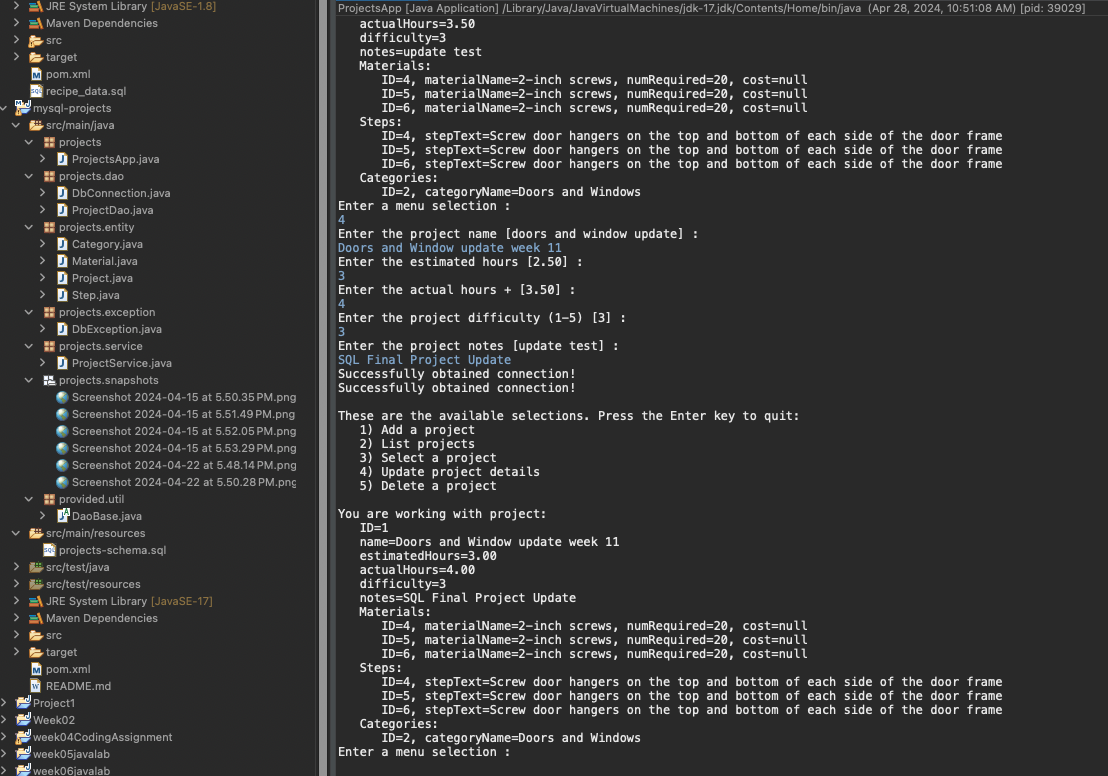 JRE System Library [JavaSE-1.8]
Maven Dependencies
src
target
pom.xml
recipe_data.sql
mysql-projects
src/main/java
projects
ProjectsApp.java
projects.dao
DbConnection.java
ProjectDao.java
projects.entity
Category.java
Material.java
Project.java
Step.java
projects.exception
DbException.java
projects.service
ProjectService.java
projects.snapshots
Screenshot 2024-04-15 at 5.50.35 PM.png
Screenshot 2024-04-15 at 5.51.49 PM.png
Screenshot 2024-04-15 at 5.52.05 PM.png
Screenshot 2024-04-15 at 5.53.29 PM.png
Screenshot 2024-04-22 at 5.48.14 PM.png
Screenshot 2024-04-22 at 5.50.28 PM.png
provided.util
DaoBase.java
src/main/resources
projects-schema.sql
src/test/java
src/test/resources
JRE System Library [JavaSE-17]
Maven Dependencies
src
target
pom.xml
README.md
Project1
Week02
week04CodingAssignment
week05javalab
week06javalab
ProjectsApp [Java Application] /Library/Java/JavaVirtualMachines/jdk-17.jdk/Contents/Home/bin/java (Apr 28, 2024, 10:51:08 AM) [pid: 39029]
actualHours=3.50
difficulty=3
notes=update test
Materials:
ID=4, materialName=2-inch screws, numRequired=20, cost=null
ID=5, materialName=2-inch screws, numRequired=20, cost=null
ID=6, materialName=2-inch screws, numRequired=20, cost=null
Steps:
ID=4, stepText=Screw door hangers on the top and bottom of each side of the door frame
ID=5, stepText=Screw door hangers on the top and bottom of each side of the door frame
ID=6, stepText=Screw door hangers on the top and bottom of each side of the door frame
Categories:
ID=2, categoryName=Doors and Windows
Enter a menu selection :
4
Enter the project name [doors and window update] :
Doors and Window update week 11
Enter the estimated hours [2.50] :
3
Enter the actual hours + [3.50] :
4
Enter the project difficulty (1-5) [3] :
3
Enter the project notes [update test] :
SQL Final Project Update
Successfully obtained connection!
Successfully obtained connection!
These are the available selections. Press the Enter key to quit:
1) Add a project
2) List projects
3) Select a project
4) Update project details
5) Delete a project
You are working with project:
ID=1
name=Doors and Window update week 11
estimatedHours=3.00
actualHours=4.00
difficulty=3
notes=SQL Final Project Update
Materials:
ID=4, materialName=2-inch screws, numRequired=20, cost=null
ID=5, materialName=2-inch screws, numRequired=20, cost=null
ID=6, materialName=2-inch screws, numRequired=20, cost=null
Steps:
ID=4, stepText=Screw door hangers on the top and bottom of each side of the door frame
ID=5, stepText=Screw door hangers on the top and bottom of each side of the door frame
ID=6, stepText=Screw door hangers on the top and bottom of each side of the door frame
Categories:
ID=2, categoryName=Doors and Windows
Enter a menu selection :